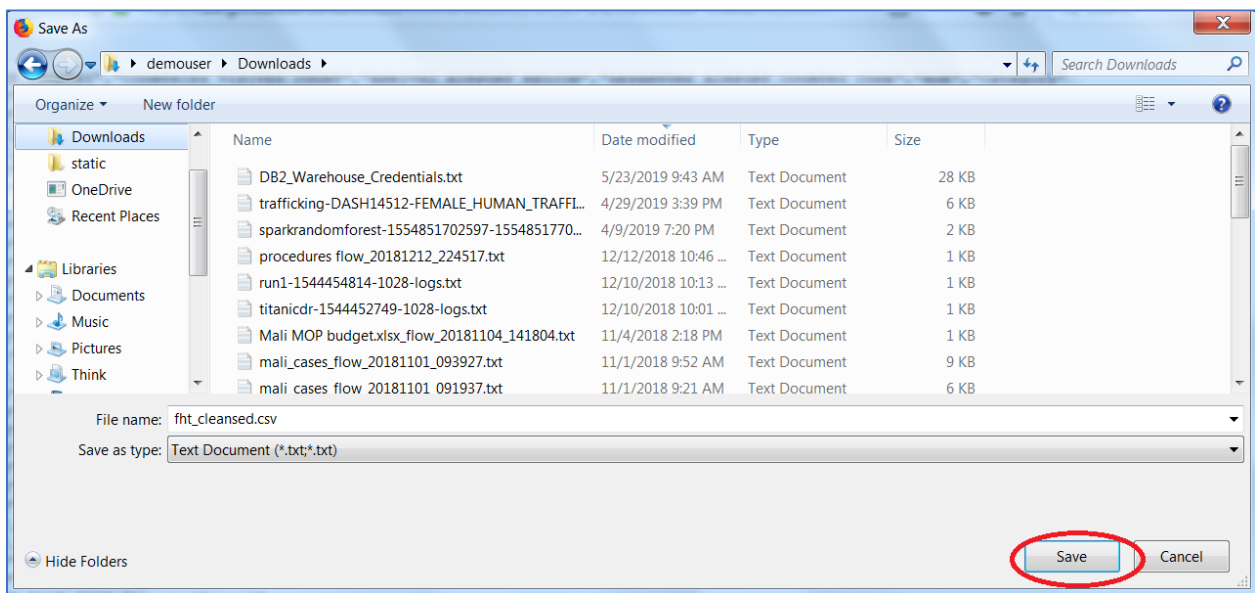 Save As
demouser Downloads
Search Downloads
Organize New folder
Downloads
static
OneDrive
Recent Places
Libraries
Documents
Music
Pictures
Think
Name Date modified Type Size
DB2_Warehouse_Credentials.txt 5/23/2019 9:43 AM Text Document 28 KB
trafficking-DASH14512-FEMALE_HUMAN_TRAFFI... 4/29/2019 3:39 PM Text Document 6 KB
sparkrandomforest-1554851702597-1554851770... 4/9/2019 7:20 PM Text Document 2 KB
procedures flow_20181212_224517.txt 12/12/2018 10:46 ... Text Document 1 KB
run1-1544454814-1028-logs.txt 12/10/2018 10:13 ... Text Document 1 KB
titanicdr-1544452749-1028-logs.txt 12/10/2018 10:01 ... Text Document 1 KB
Mali MOP budget.xlsx_flow_20181104_141804.txt 11/4/2018 2:18 PM Text Document 1 KB
mali_cases_flow_20181101_093927.txt 11/1/2018 9:52 AM Text Document 9 KB
mali cases flow 20181101 091937.txt 11/1/2018 9:21 AM Text Document 6 KB
File name: fht_cleansed.csv
Save as type: Text Document (*.txt;*.txt)
Hide Folders
Save Cancel